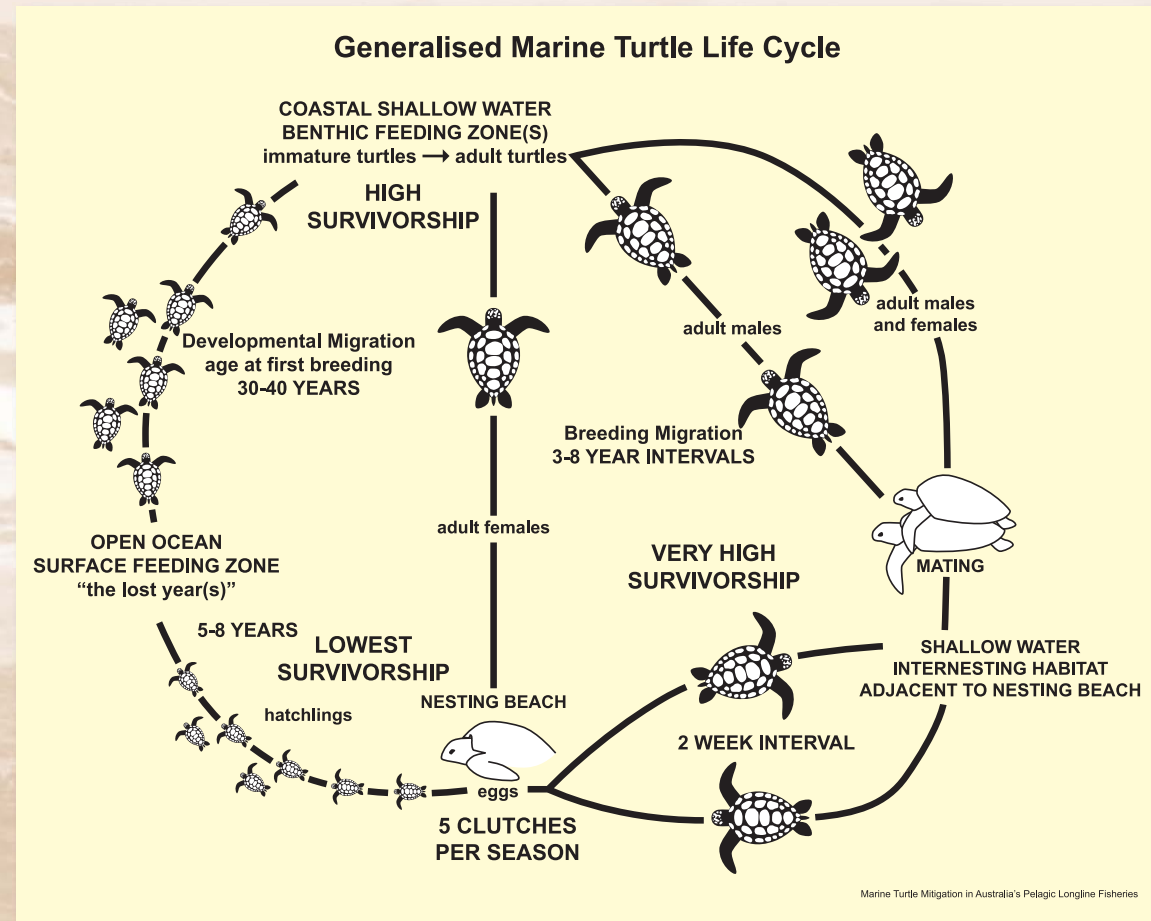 Generalised Marine Turtle Life Cycle
COASTAL SHALLOW WATER
BENTHIC FEEDING ZONE(S)
immature turtles → adult turtles
HIGH
SURVIVORSHIP
adult males
and females
adult males
Developmental Migration
age at first breeding
30-40 YEARS
Breeding Migration
3-8 YEAR INTERVALS
adult females
OPEN OCEAN
SURFACE FEEDING ZONE
“the lost year(s)”
VERY HIGH
SURVIVORSHIP
MATING
5-8 YEARS
LOWEST
SURVIVORSHIP
SHALLOW WATER
INTERNESTING HABITAT
ADJACENT TO NESTING BEACH
hatchlings
NESTING BEACH
2 WEEK INTERVAL
eggs
5 CLUTCHES
PER SEASON
Marine Turtle Mitigation in Australia's Pelagic Longline Fisheries